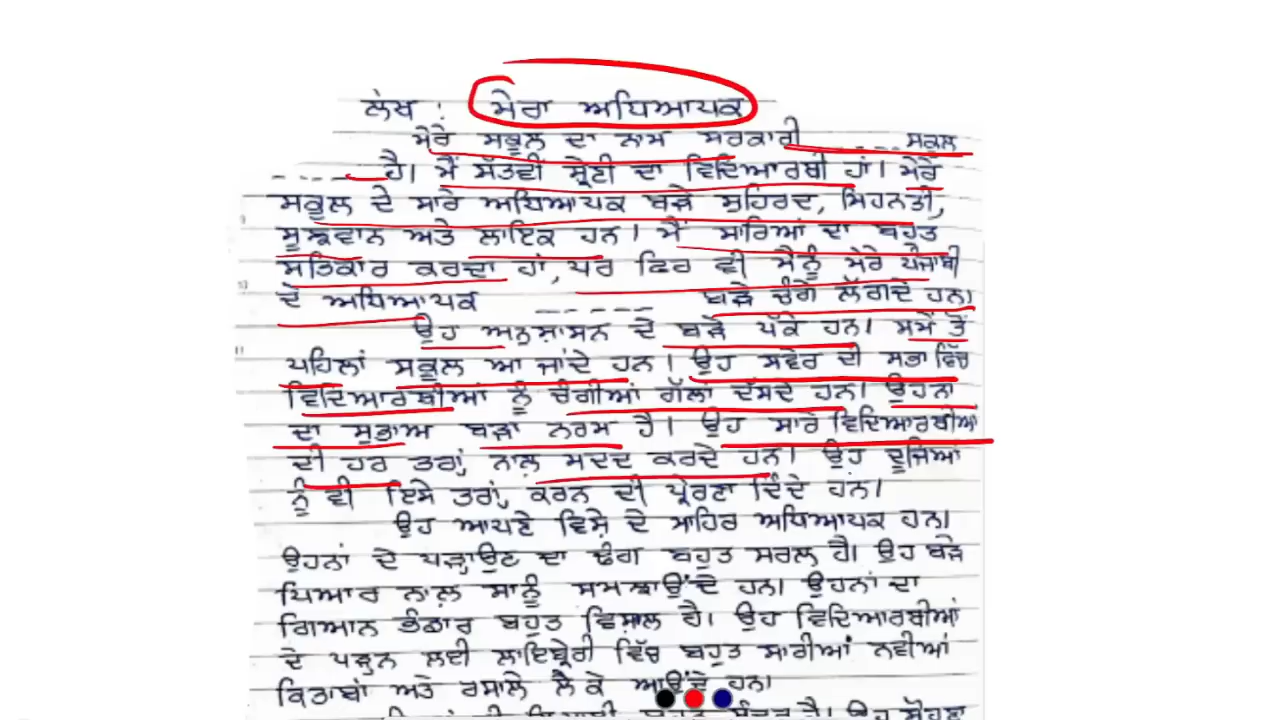 ਲੇਖ : ਮੇਰਾ ਅਧਿਆਪਕ
ਮੇਰੇ ਸਕੂਲ ਦਾ ਨਾਮ ਸਰਕਾਰੀ _ _ _ _ ਸਕੂਲ
_ _ _ _ _ ਹੈ। ਮੈਂ ਸੱਤਵੀਂ ਸ਼੍ਰੇਣੀ ਦਾ ਵਿਦਿਆਰਥੀ ਹਾਂ। ਮੇਰੇ
ਸਕੂਲ ਦੇ ਸਾਰੇ ਅਧਿਆਪਕ ਬੜੇ ਸੁਹਿਰਦ, ਮਿਹਨਤੀ,
ਸੂਝਵਾਨ ਅਤੇ ਲਾਇਕ ਹਨ। ਮੈਂ ਸਾਰਿਆਂ ਦਾ ਬਹੁਤ
ਸਤਿਕਾਰ ਕਰਦਾ ਹਾਂ, ਪਰ ਫਿਰ ਵੀ ਮੈਨੂੰ ਮੇਰੇ ਪੰਜਾਬੀ
ਦੇ ਅਧਿਆਪਕ _ _ _ _ _ ਬੜੇ ਚੰਗੇ ਲੱਗਦੇ ਹਨ।
ਉਹ ਅਨੁਸ਼ਾਸਨ ਦੇ ਬੜੇ ਪੱਕੇ ਹਨ। ਸਮੇਂ ਤੋਂ
ਪਹਿਲਾਂ ਸਕੂਲ ਆ ਜਾਂਦੇ ਹਨ। ਉਹ ਸਵੇਰ ਦੀ ਸਭਾ ਵਿੱਚ
ਵਿਦਿਆਰਥੀਆਂ ਨੂੰ ਚੰਗੀਆਂ ਗੱਲਾਂ ਦੱਸਦੇ ਹਨ। ਉਹਨਾਂ
ਦਾ ਸੁਭਾਅ ਬੜਾ ਨਰਮ ਹੈ। ਉਹ ਸਾਰੇ ਵਿਦਿਆਰਥੀਆਂ
ਦੀ ਹਰ ਤਰ੍ਹਾਂ ਨਾਲ਼ ਮਦਦ ਕਰਦੇ ਹਨ। ਉਹ ਦੂਜਿਆਂ
ਨੂੰ ਵੀ ਇਸੇ ਤਰ੍ਹਾਂ ਕਰਨ ਦੀ ਪ੍ਰੇਰਣਾ ਦਿੰਦੇ ਹਨ।
ਉਹ ਆਪਣੇ ਵਿਸ਼ੇ ਦੇ ਮਾਹਿਰ ਅਧਿਆਪਕ ਹਨ।
ਉਹਨਾਂ ਦੇ ਪੜ੍ਹਾਉਣ ਦਾ ਢੰਗ ਬਹੁਤ ਸਰਲ ਹੈ। ਉਹ ਬੜੇ
ਪਿਆਰ ਨਾਲ਼ ਸਾਨੂੰ ਸਮਝਾਉਂਦੇ ਹਨ। ਉਹਨਾਂ ਦਾ
ਗਿਆਨ ਭੰਡਾਰ ਬਹੁਤ ਵਿਸ਼ਾਲ ਹੈ। ਉਹ ਵਿਦਿਆਰਥੀਆਂ
ਦੇ ਪੜ੍ਹਨ ਲਈ ਲਾਇਬ੍ਰੇਰੀ ਵਿੱਚ ਬਹੁਤ ਸਾਰੀਆਂ ਨਵੀਆਂ
ਕਿਤਾਬਾਂ ਅਤੇ ਰਸਾਲੇ ਲੈ ਕੇ ਆਉਂਦੇ ਹਨ।